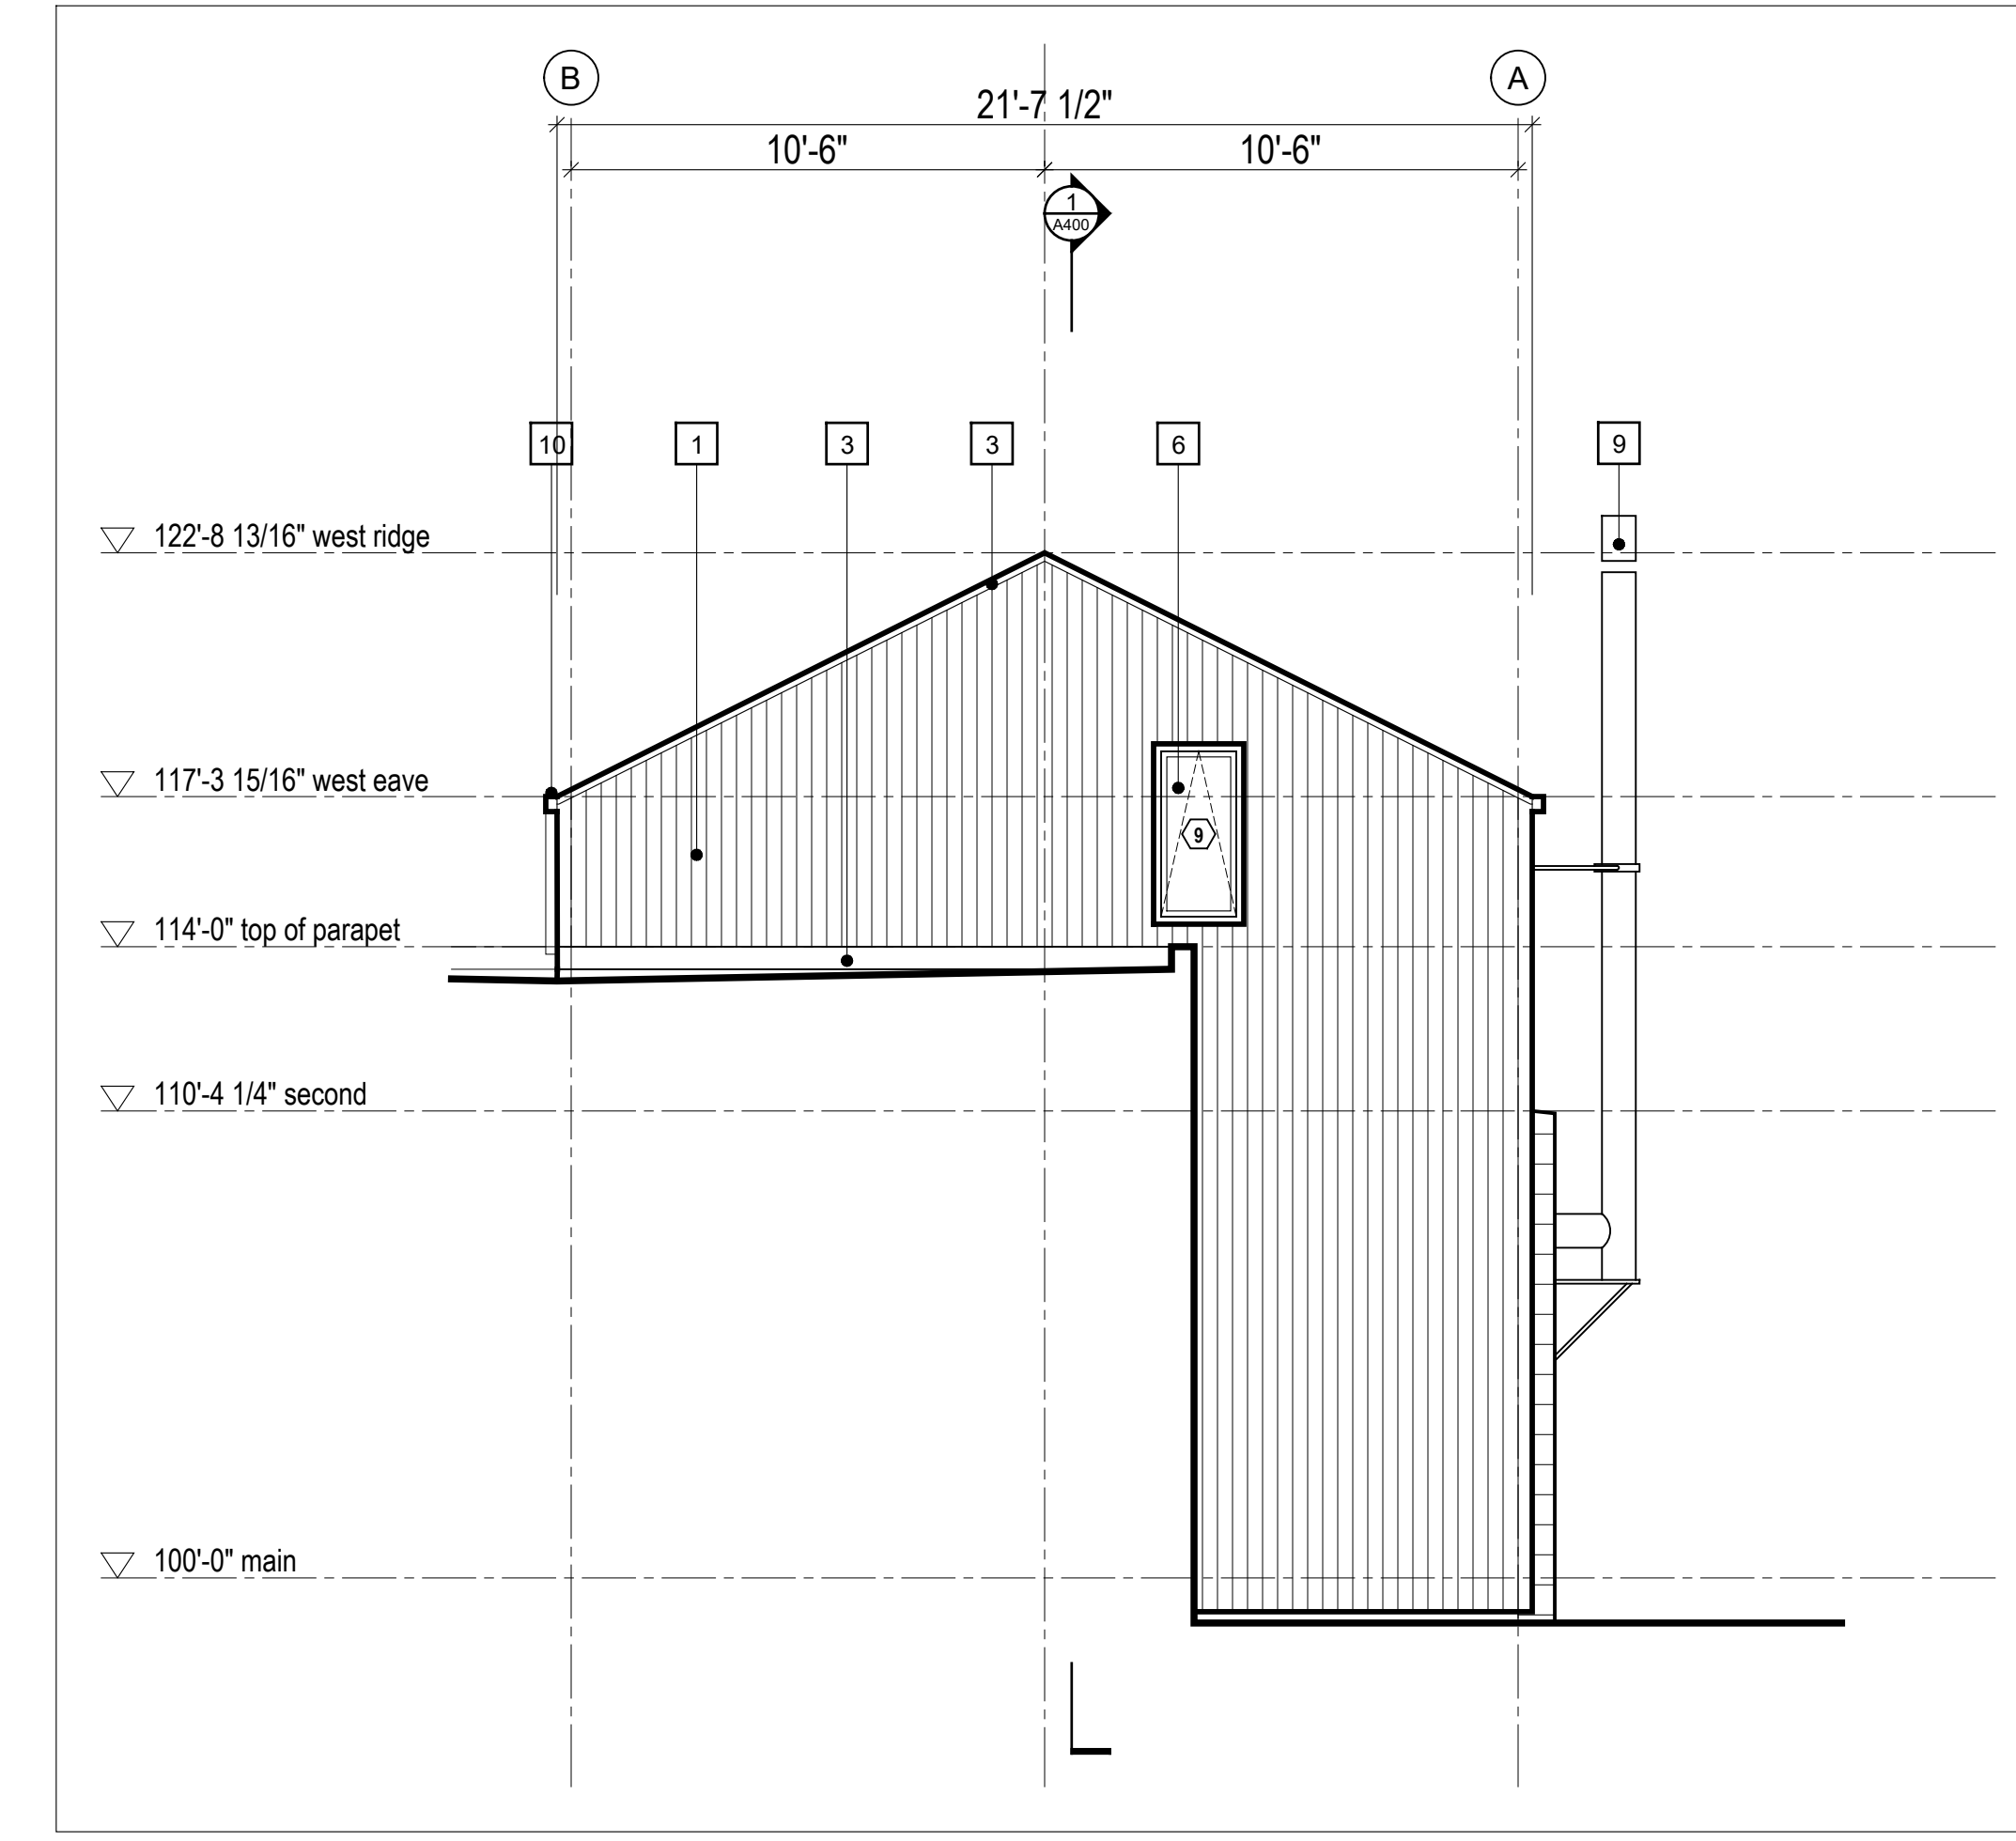 B
A
21'-7 1/2"
10'-6"
10'-6"
1
A400
10
1
3
3
6
9
122'-8 13/16" west ridge
117'-3 15/16" west eave
9
114'-0" top of parapet
110'-4 1/4" second
100'-0" main